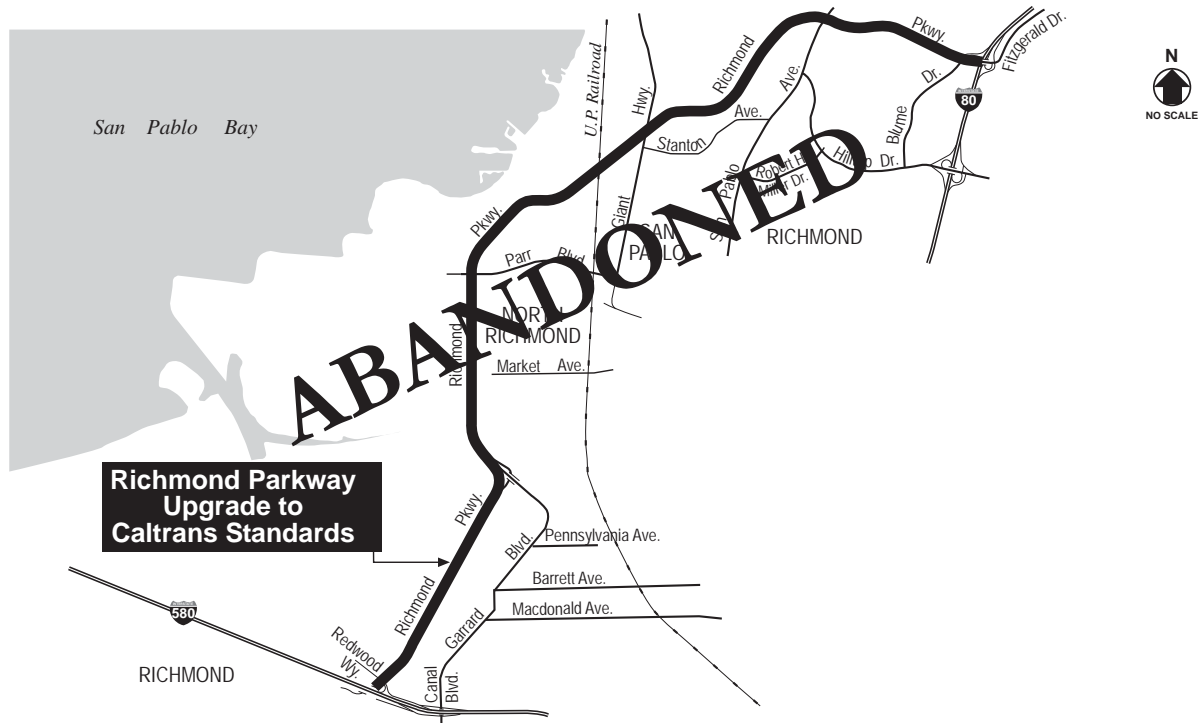 Pkwy.
Fitzgerald Dr.
N
NO SCALE
80
San Pablo Bay
U.P. Railroad
Hwy.
Richmond
Ave.
Dr.
Blume
Stanton
Ave.
Hilltop Dr.
Robert H.
Miller Dr.
San Pablo
RICHMOND
Giant
SAN
PABLO
Pkwy.
Parr Blvd.
ABANDONED
NORTH
RICHMOND
Richmond
Market Ave.
Richmond Parkway
Upgrade to
Caltrans Standards
Pkwy.
Blvd.
Pennsylvania Ave.
Barrett Ave.
Macdonald Ave.
Richmond
Garrard
580
Redwood
Wy.
RICHMOND
Canal
Blvd.